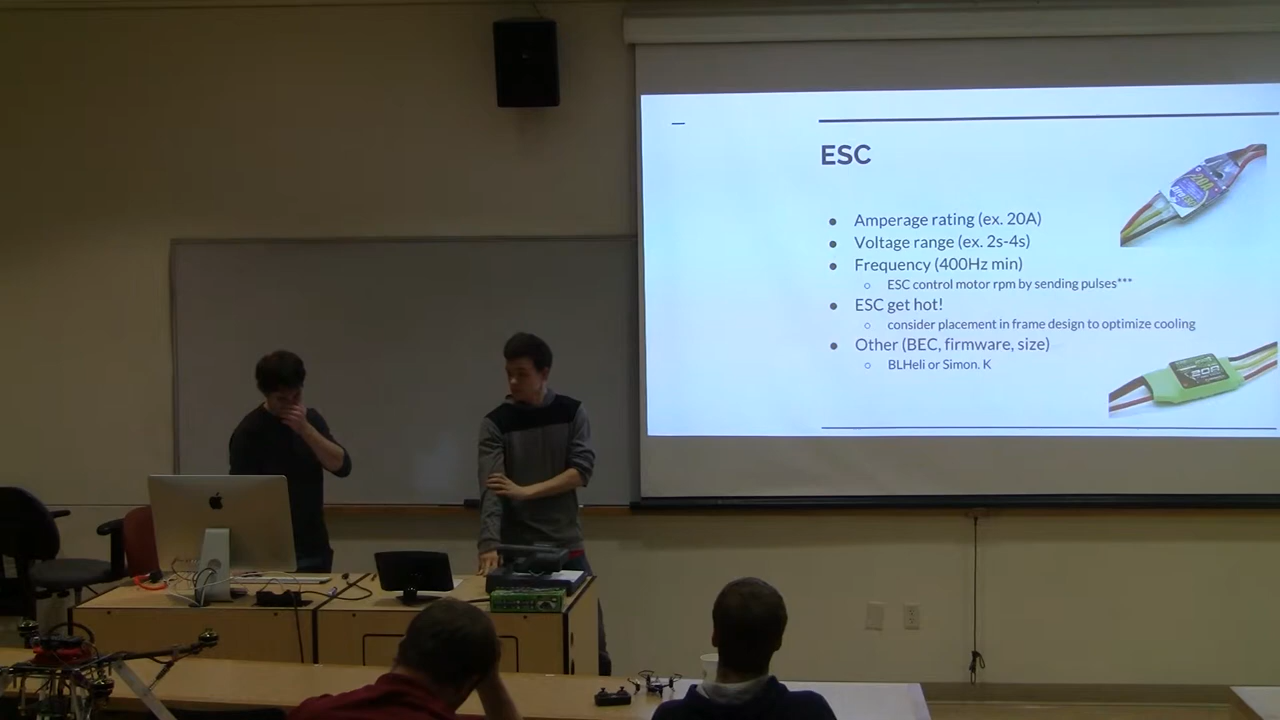 ESC
Amperage rating (ex. 20A)
Voltage range (ex. 2s-4s)
Frequency (400Hz min)
ESC control motor rpm by sending pulses***
ESC get hot!
consider placement in frame design to optimize cooling
Other (BEC, firmware, size)
BLHeli or Simon. K
20A
20A